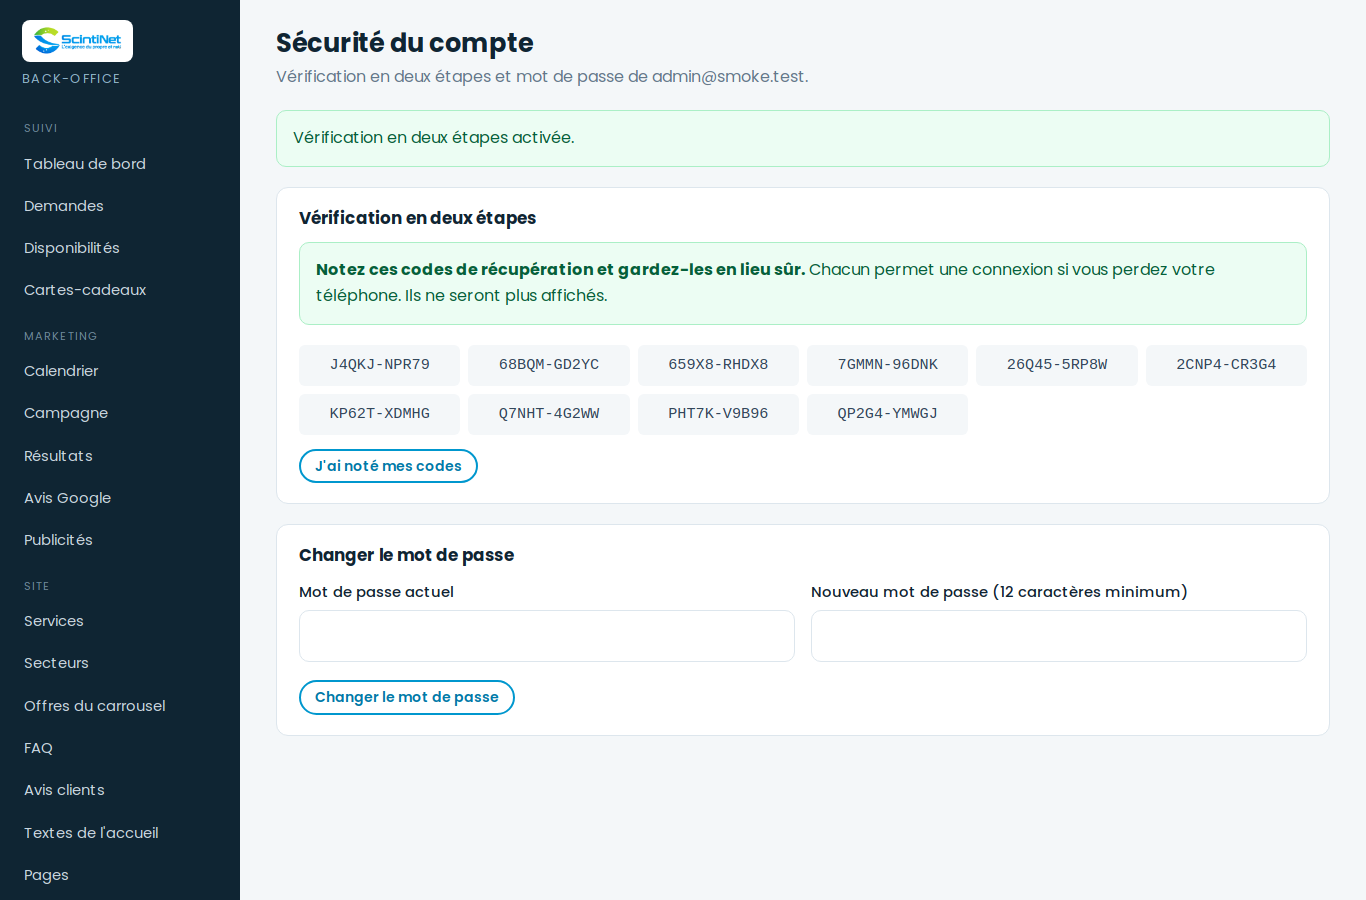 ScintiNet
L'exigence du propre et net
BACK-OFFICE
SUIVI
Tableau de bord
Demandes
Disponibilités
Cartes-cadeaux
MARKETING
Calendrier
Campagne
Résultats
Avis Google
Publicités
SITE
Services
Secteurs
Offres du carrousel
FAQ
Avis clients
Textes de l'accueil
Pages
Sécurité du compte
Vérification en deux étapes et mot de passe de admin@smoke.test.
Vérification en deux étapes activée.
Vérification en deux étapes
Notez ces codes de récupération et gardez-les en lieu sûr. Chacun permet une connexion si vous perdez votre
téléphone. Ils ne seront plus affichés.
J4QKJ-NPR79 68BQM-GD2YC 659X8-RHDX8 7GMMN-96DNK 26Q45-5RP8W 2CNP4-CR3G4
KP62T-XDMHG Q7NHT-4G2WW PHT7K-V9B96 QP2G4-YMWGJ
J'ai noté mes codes
Changer le mot de passe
Mot de passe actuel Nouveau mot de passe (12 caractères minimum)
Changer le mot de passe